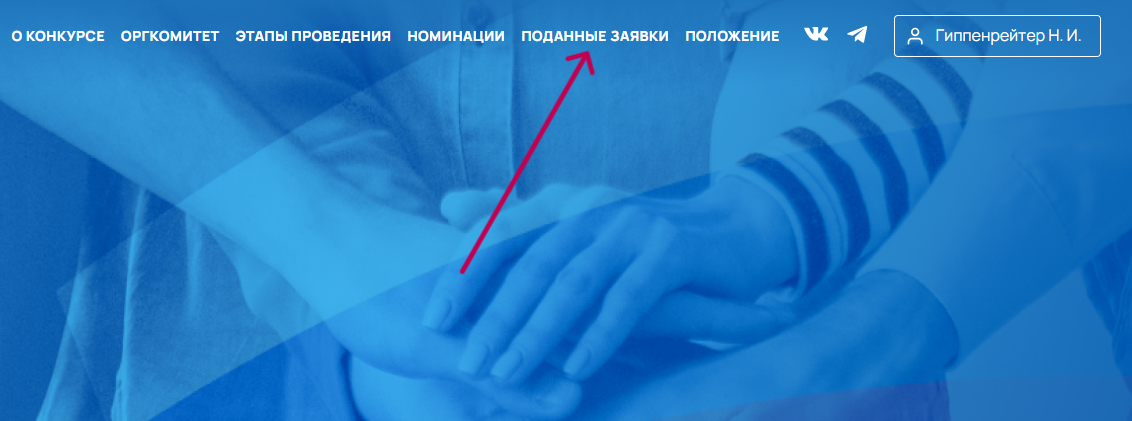 О КОНКУРСЕ ОРГКОМИТЕТ ЭТАПЫ ПРОВЕДЕНИЯ НОМИНАЦИИ ПОДАННЫЕ ЗАЯВКИ ПОЛОЖЕНИЕ Гиппенрейтер Н. И.